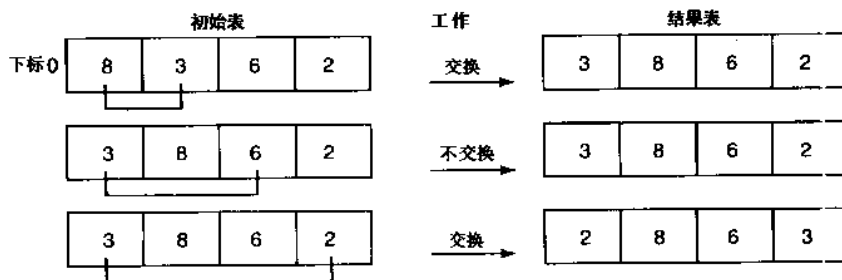 初始表 工作 结果表
下标0 8 3 6 2 交换 3 8 6 2
3 8 6 2 不交换 3 8 6 2
3 8 6 2 交换 2 8 6 3